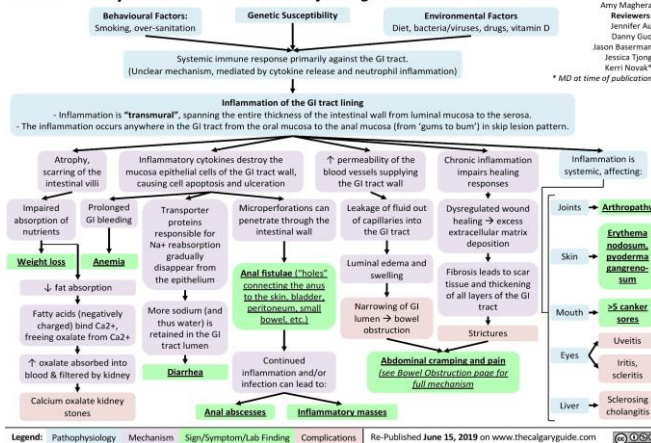 Amy Maghera
Reviewers:
Jennifer Au
Danny Guo
Jason Baserman
Jessica Tjong
Kerri Novak*
* MD at time of publication
Behavioural Factors:
Smoking, over-sanitation
Genetic Susceptibility
Environmental Factors
Diet, bacteria/viruses, drugs, vitamin D
Systemic immune response primarily against the GI tract.
(Unclear mechanism, mediated by cytokine release and neutrophil inflammation)
Inflammation of the GI tract lining
- Inflammation is "transmural", spanning the entire thickness of the intestinal wall from luminal mucosa to the serosa.
- The inflammation occurs anywhere in the GI tract from the oral mucosa to the anal mucosa (from 'gums to bum') in skip lesion pattern.
Atrophy,
scarring of the
intestinal villi
Impaired
absorption of
nutrients
Weight loss
↓ fat absorption
Fatty acids (negatively
charged) bind Ca2+,
freeing oxalate from Ca2+
↑ oxalate absorbed into
blood & filtered by kidney
Calcium oxalate kidney
stones
Inflammatory cytokines destroy the
mucosa epithelial cells of the GI tract wall,
causing cell apoptosis and ulceration
Prolonged
GI bleeding
Anemia
Transporter
proteins
responsible for
Na+ reabsorption
gradually
disappear from
the epithelium
More sodium (and
thus water) is
retained in the GI
tract lumen
Diarrhea
Microperforations can
penetrate through the
intestinal wall
Anal fistulae ("holes"
connecting the anus
to the skin, bladder,
peritoneum, small
bowel, etc.)
Continued
inflammation and/or
infection can lead to:
Anal abscesses
Inflammatory masses
↑ permeability of the
blood vessels supplying
the GI tract wall
Leakage of fluid out
of capillaries into
the GI tract
Luminal edema and
swelling
Narrowing of GI
lumen → bowel
obstruction
Chronic inflammation
impairs healing
responses
Dysregulated wound
healing → excess
extracellular matrix
deposition
Fibrosis leads to scar
tissue and thickening
of all layers of the GI
tract
Strictures
Abdominal cramping and pain
(see Bowel Obstruction page for
full mechanism)
Inflammation is
systemic, affecting:
Joints
Arthropathy
Skin
Erythema
nodosum,
pyoderma
gangreno-
sum
Mouth
>5 canker
sores
Eyes
Uveitis
Iritis,
scleritis
Liver
Sclerosing
cholangitis
Legend: Pathophysiology Mechanism Sign/Symptom/Lab Finding Complications Re-Published June 15, 2019 on www.thecalgaryguide.com